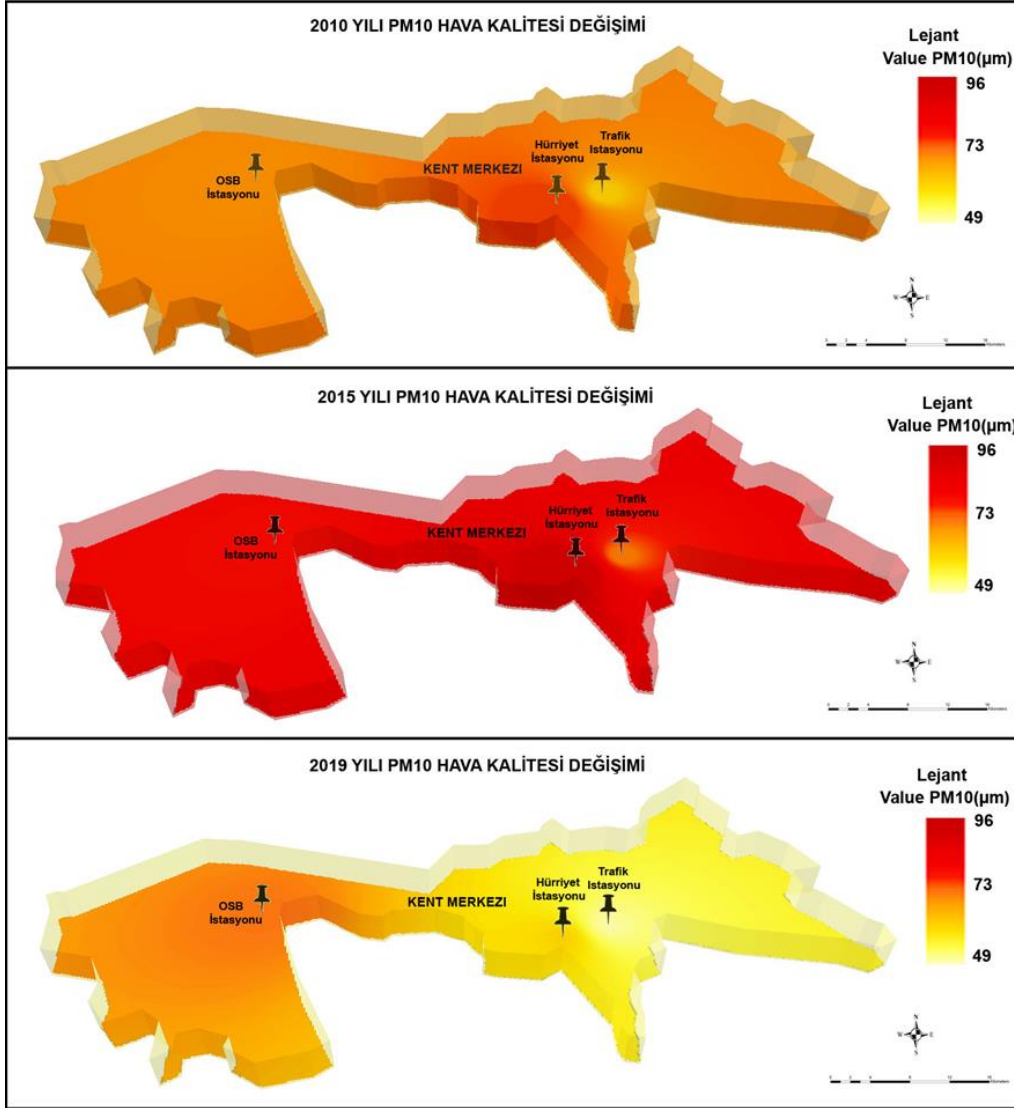 2010 YILI PM10 HAVA KALİTESİ DEĞİŞİMİ
Lejant
Value PM10(µm)
96
73
49
OSB
İstasyonu
KENT MERKEZI
Hürriyet
İstasyonu
Trafik
Istasyonu
N
W
E
S
2015 YILI PM10 HAVA KALİTESİ DEĞİŞİMİ
Lejant
Value PM10(µm)
96
73
49
OSB
İstasyonu
KENT MERKEZI
Hürriyet
İstasyonu
Trafik
Istasyonu
N
W
E
S
2019 YILI PM10 HAVA KALİTESİ DEĞİŞİMİ
Lejant
Value PM10(µm)
96
73
49
OSB
İstasyonu
KENT MERKEZI
Hürriyet
İstasyonu
Trafik
Istasyonu
N
W
E
S